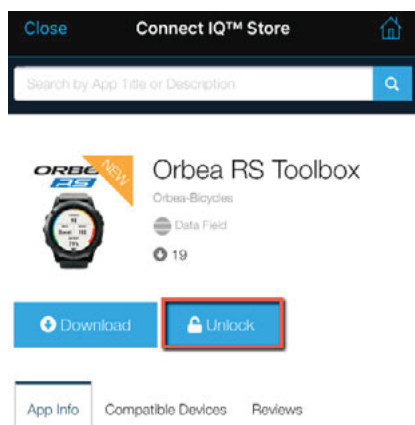 Close Connect IQ™ Store
Search by App Title or Description
NEW
ORBEA
RS
Orbea RS Toolbox
Orbea-Bicycles
Data Field
19
Download Unlock
App Info Compatible Devices Reviews